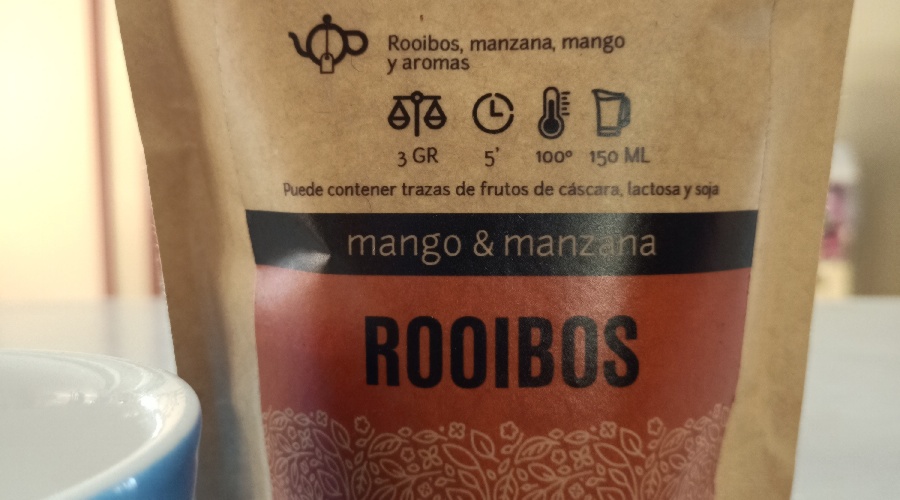 Rooibos, manzana, mango
y aromas
3 GR 5' 100º 150 ML
Puede contener trazas de frutos de cáscara, lactosa y soja
mango & manzana
ROOIBOS